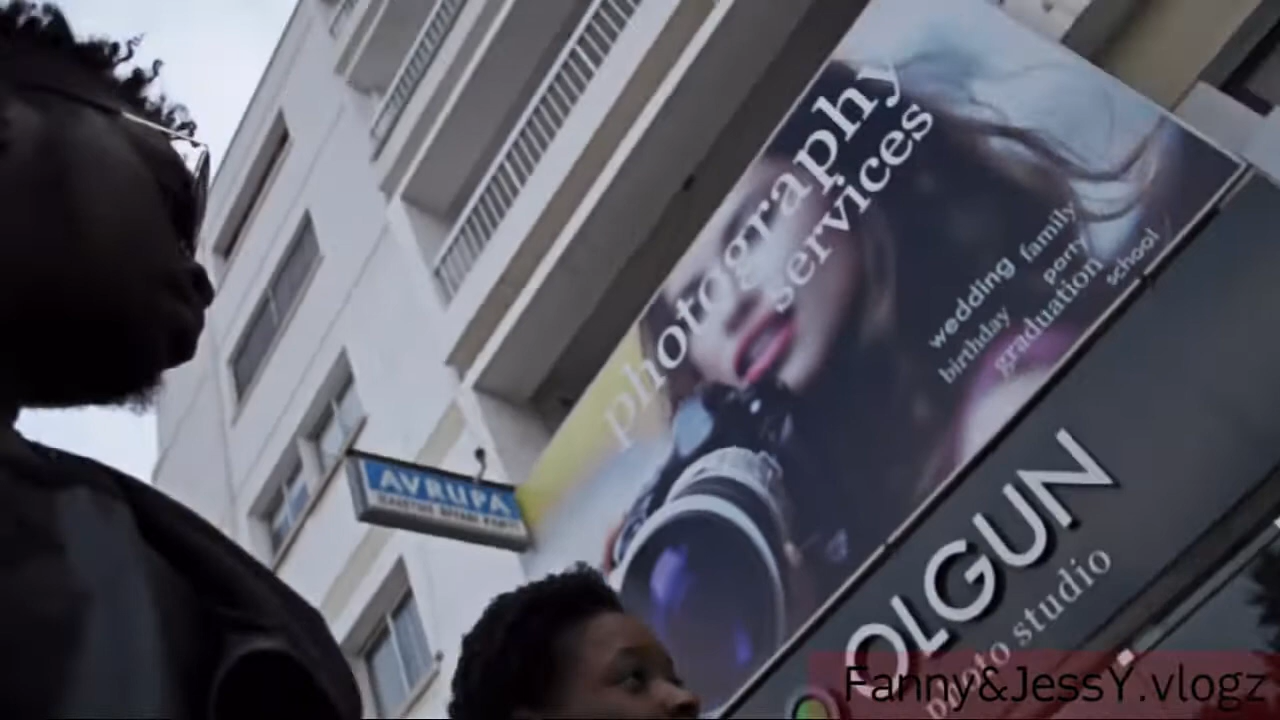 photography
services
wedding family
birthday party
graduation school
AVRUPA
OLGUN
photo studio
Fanny&JessY.vlogz